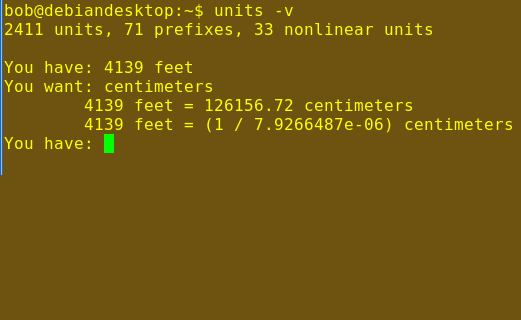 bob@debiandesktop:~$ units -v
2411 units, 71 prefixes, 33 nonlinear units
You have: 4139 feet
You want: centimeters
4139 feet = 126156.72 centimeters
4139 feet = (1 / 7.9266487e-06) centimeters
You have: